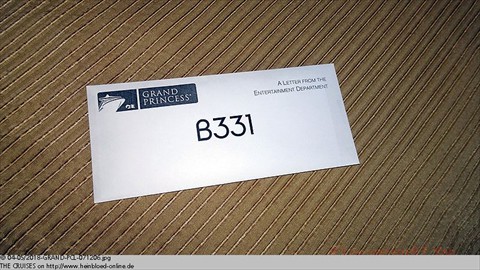 GRAND
PRINCESS®
A LETTER FROM THE
ENTERTAINMENT DEPARTMENT
B331
© 04-05/2018-GRAND-PCL-071206.jpg
THE CRUISES on http://www.heinbloed-online.de